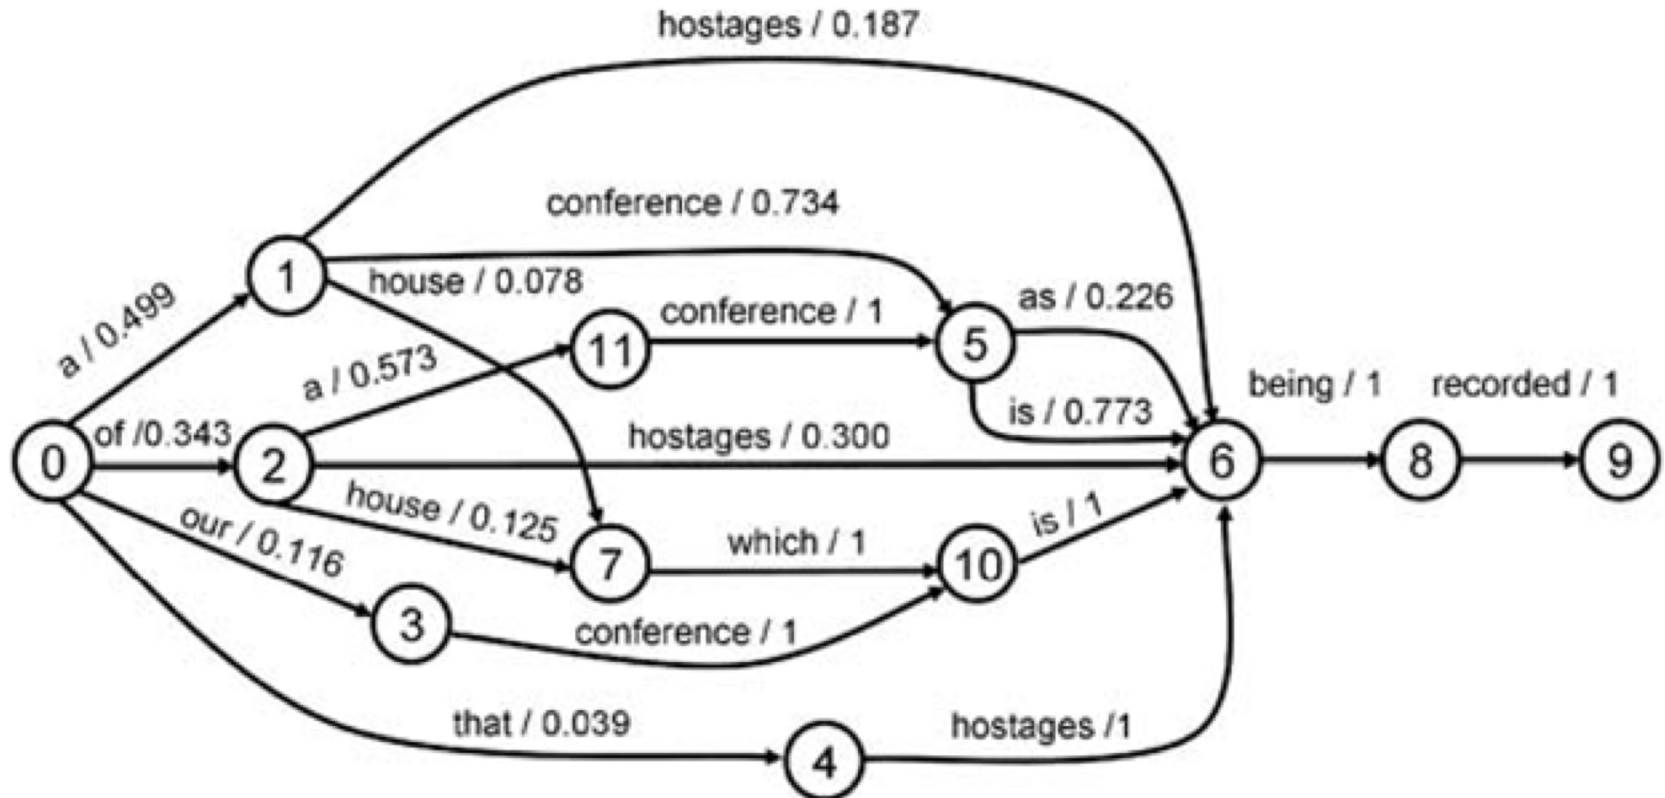 hostages / 0.187
conference / 0.734
1
house / 0.078
a / 0.499
as / 0.226
conference / 1
11
5
a / 0.573
being / 1
recorded / 1
is / 0.773
of /0.343
hostages / 0.300
0
2
6
8
9
house / 0.125
our / 0.116
which / 1
is / 1
7
10
3
conference / 1
that / 0.039
hostages /1
4